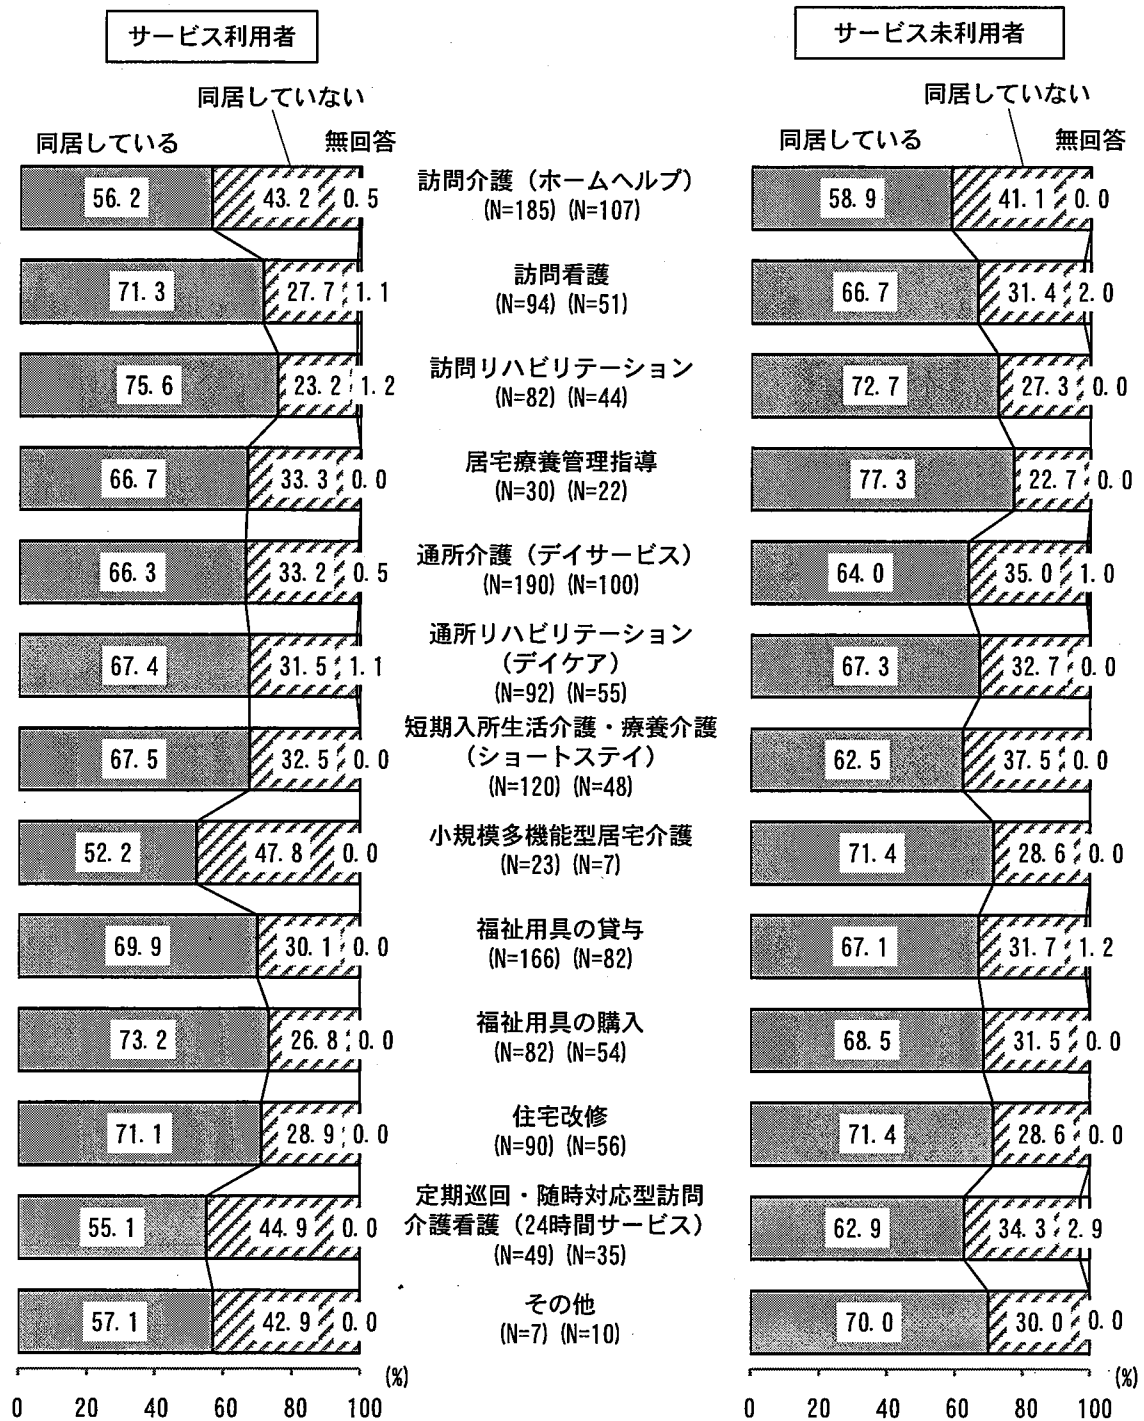 サービス利用者
サービス未利用者
同居していない
同居していない
同居している
無回答
同居している
無回答
56.2 43.2 0.5
訪問介護（ホームヘルプ）
(N=185) (N=107)
58.9 41.1 0.0
71.3 27.7 1.1
訪問看護
(N=94) (N=51)
66.7 31.4 2.0
75.6 23.2 1.2
訪問リハビリテーション
(N=82) (N=44)
72.7 27.3 0.0
66.7 33.3 0.0
居宅療養管理指導
(N=30) (N=22)
77.3 22.7 0.0
66.3 33.2 0.5
通所介護（デイサービス）
(N=190) (N=100)
64.0 35.0 1.0
67.4 31.5 1.1
通所リハビリテーション
（デイケア）
(N=92) (N=55)
67.3 32.7 0.0
67.5 32.5 0.0
短期入所生活介護・療養介護
（ショートステイ）
(N=120) (N=48)
62.5 37.5 0.0
52.2 47.8 0.0
小規模多機能型居宅介護
(N=23) (N=7)
71.4 28.6 0.0
69.9 30.1 0.0
福祉用具の貸与
(N=166) (N=82)
67.1 31.7 1.2
73.2 26.8 0.0
福祉用具の購入
(N=82) (N=54)
68.5 31.5 0.0
71.1 28.9 0.0
住宅改修
(N=90) (N=56)
71.4 28.6 0.0
55.1 44.9 0.0
定期巡回・随時対応型訪問
介護看護（24時間サービス）
(N=49) (N=35)
62.9 34.3 2.9
57.1 42.9 0.0
その他
(N=7) (N=10)
70.0 30.0 0.0
(%)
(%)
0 20 40 60 80 100
0 20 40 60 80 100